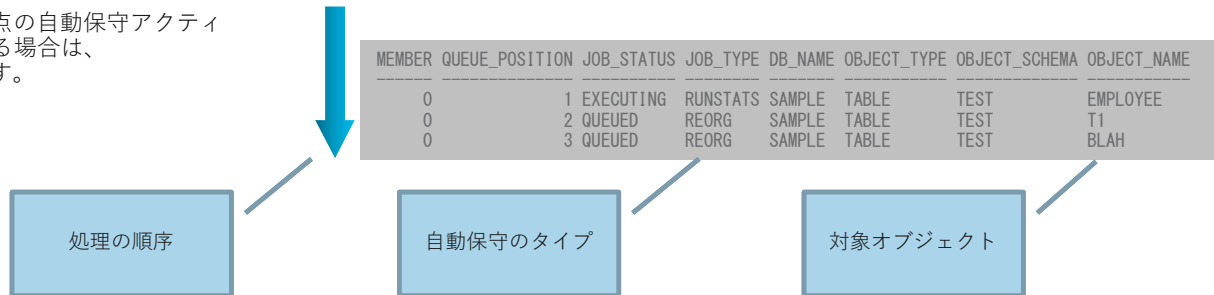 点の自動保守アクティ
る場合は、
す。
MEMBER QUEUE_POSITION JOB_STATUS JOB_TYPE DB_NAME OBJECT_TYPE OBJECT_SCHEMA OBJECT_NAME
------ -------------- ---------- -------- ------- ----------- ------------- -----------
0 1 EXECUTING RUNSTATS SAMPLE TABLE TEST EMPLOYEE
0 2 QUEUED REORG SAMPLE TABLE TEST T1
0 3 QUEUED REORG SAMPLE TABLE TEST BLAH
処理の順序
自動保守のタイプ
対象オブジェクト